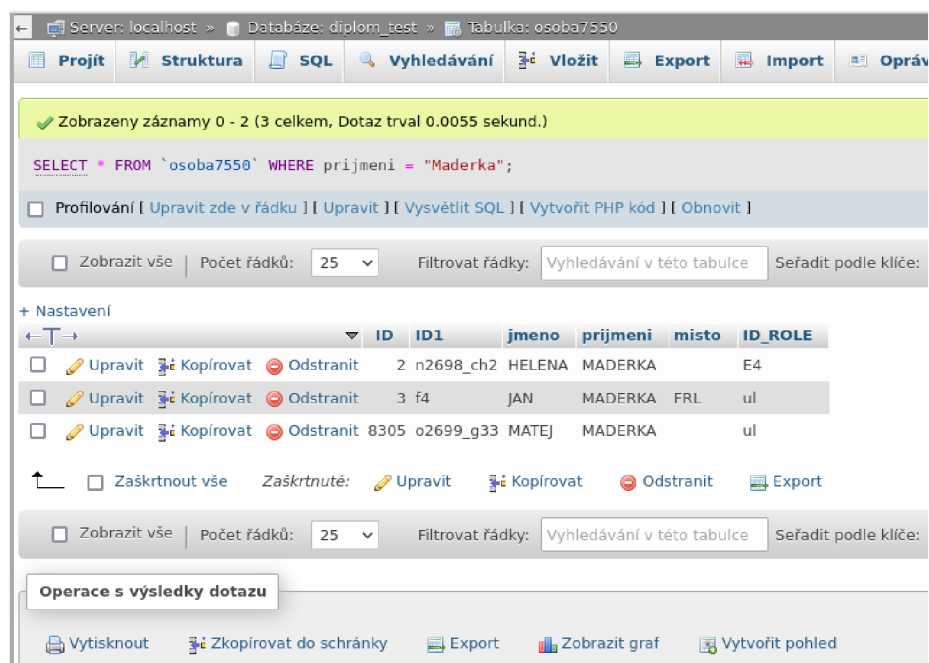 Server: localhost » Databáze: diplom_test » Tabulka: osoba7550
Projít Struktura SQL Vyhledávání Vložit Export Import Opráv
Zobrazeny záznamy 0 - 2 (3 celkem, Dotaz trval 0.0055 sekund.)
SELECT * FROM `osoba7550` WHERE prijmeni = "Maderka";
Profilování [ Upravit zde v řádku ] [ Upravit ] [ Vysvětlit SQL ] [ Vytvořit PHP kód ] [ Obnovit ]
Zobrazit vše | Počet řádků: 25 Filtrovat řádky: Vyhledávání v této tabulce Seřadit podle klíče:
+ Nastavení
←T→ ID ID1 jmeno prijmeni misto ID_ROLE
Upravit Kopírovat Odstranit 2 n2698_ch2 HELENA MADERKA E4
Upravit Kopírovat Odstranit 3 f4 JAN MADERKA FRL ul
Upravit Kopírovat Odstranit 8305 o2699_g33 MATEJ MADERKA ul
Zaškrtnout vše Zaškrtnuté: Upravit Kopírovat Odstranit Export
Zobrazit vše | Počet řádků: 25 Filtrovat řádky: Vyhledávání v této tabulce Seřadit podle klíče:
Operace s výsledky dotazu
Vytisknout Zkopírovat do schránky Export Zobrazit graf Vytvořit pohled